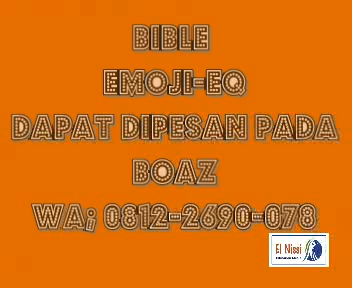 BIBLE
EMOJI-EQ
DAPAT DIPESAN PADA
BOAZ
WA; 0812-2690-078
El Nissi